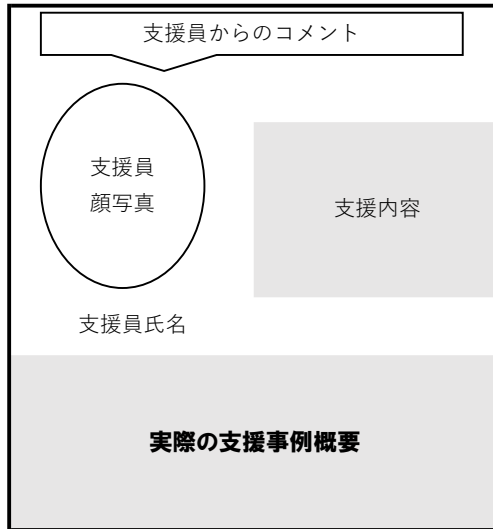 支援員からのコメント
支援員
顔写真
支援内容
支援員氏名
実際の支援事例概要